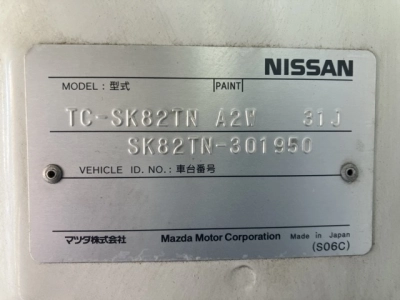 NISSAN
MODEL: 型式 PAINT
TC-SK82TN A2W 31J
SK82TN-301950
VEHICLE ID. NO.: 車台番号
マツダ株式会社 Mazda Motor Corporation Made in Japan
(S06C)